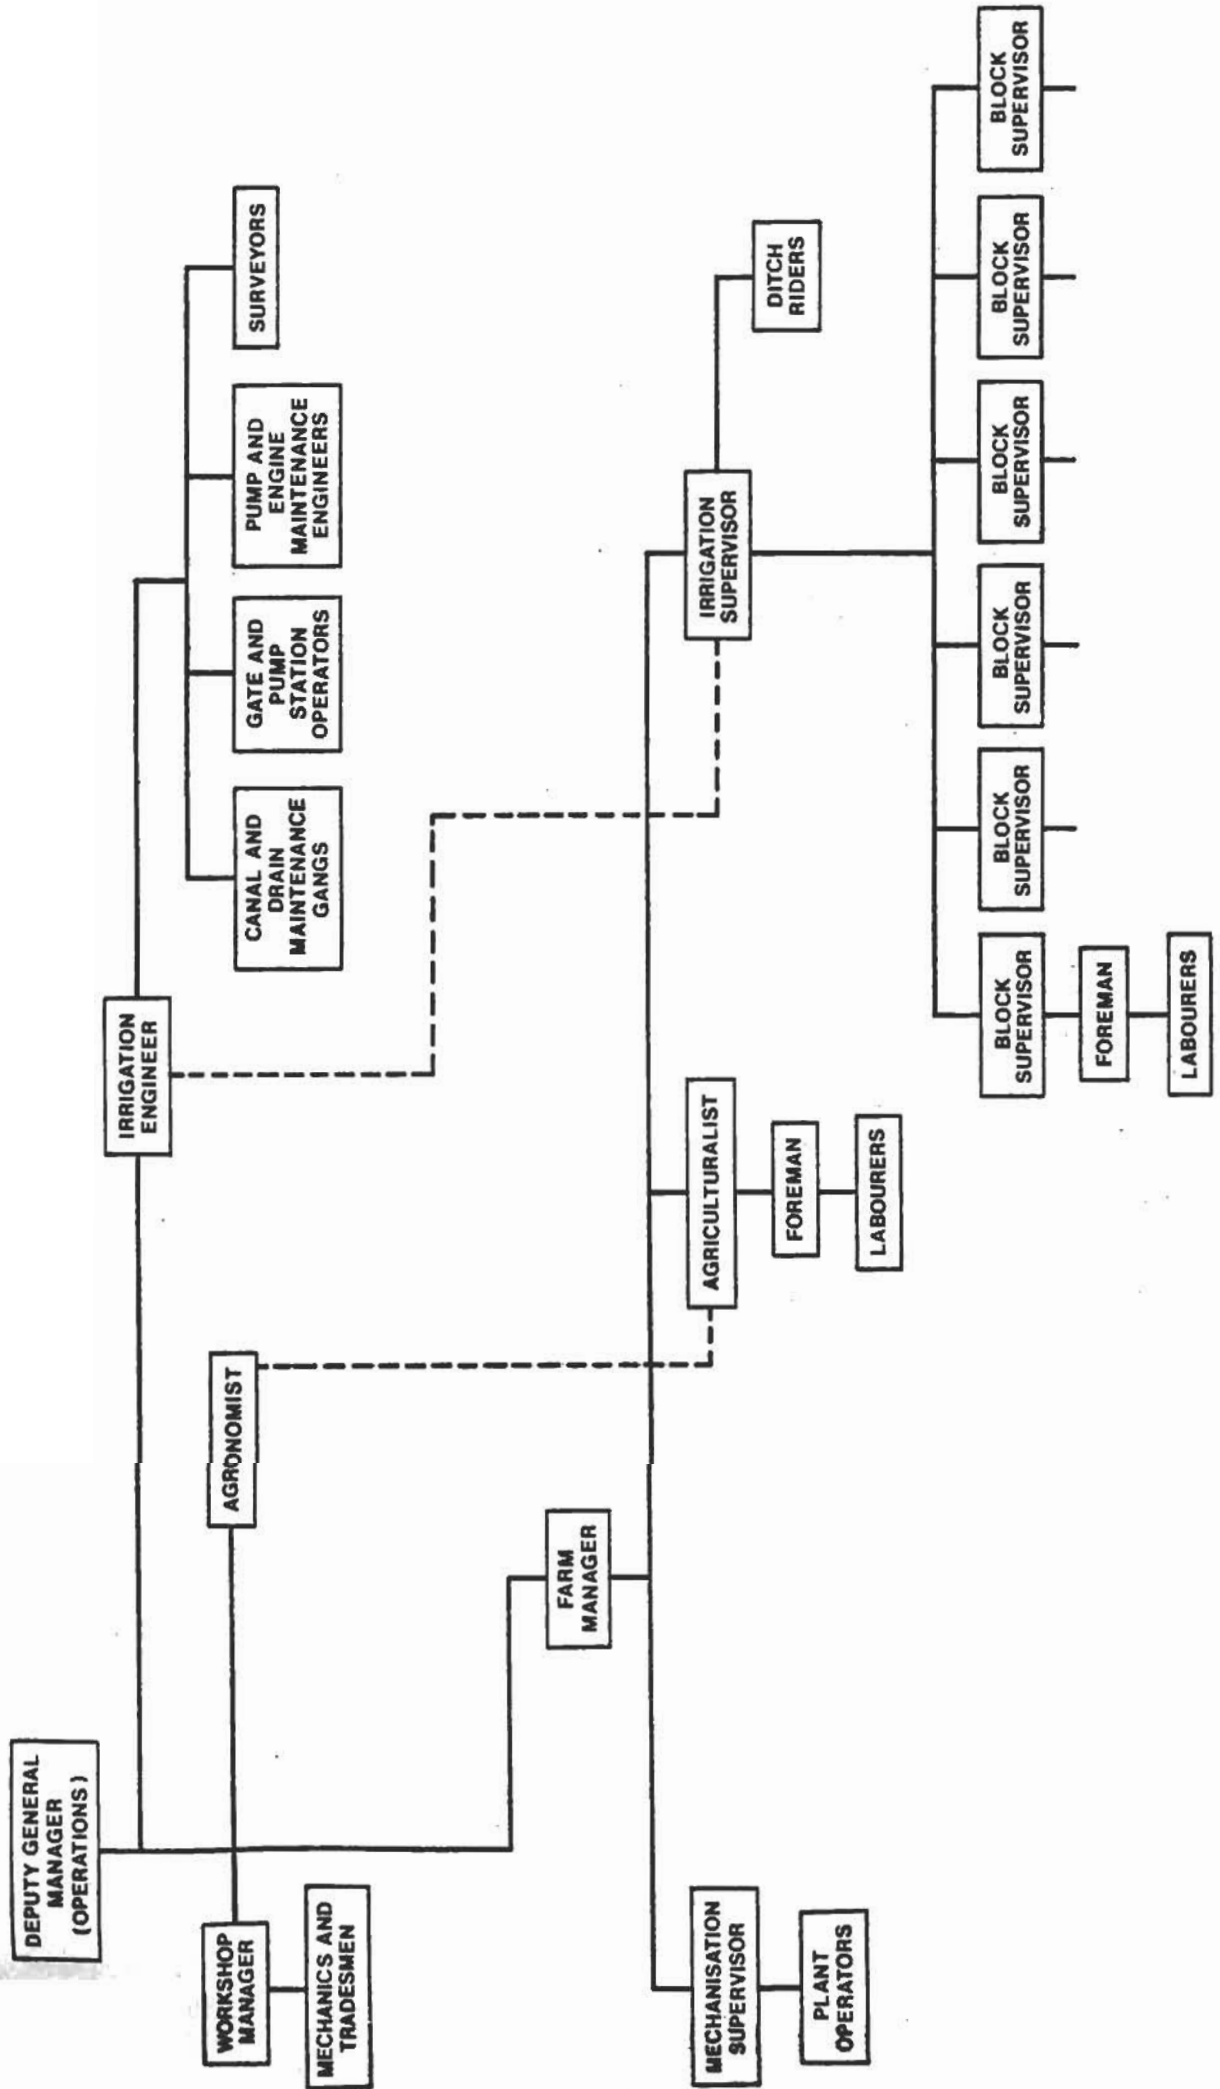 DEPUTY GENERAL
MANAGER
(OPERATIONS)
IRRIGATION
ENGINEER
WORKSHOP
MANAGER
AGRONOMIST
CANAL AND
DRAIN
MAINTENANCE
GANGS
GATE AND
PUMP
STATION
OPERATORS
PUMP AND
ENGINE
MAINTENANCE
ENGINEERS
SURVEYORS
MECHANICS AND
TRADESMEN
FARM
MANAGER
MECHANISATION
SUPERVISOR
AGRICULTURALIST
IRRIGATION
SUPERVISOR
PLANT
OPERATORS
FOREMAN
LABOURERS
DITCH
RIDERS
BLOCK
SUPERVISOR
BLOCK
SUPERVISOR
BLOCK
SUPERVISOR
BLOCK
SUPERVISOR
BLOCK
SUPERVISOR
BLOCK
SUPERVISOR
FOREMAN
LABOURERS